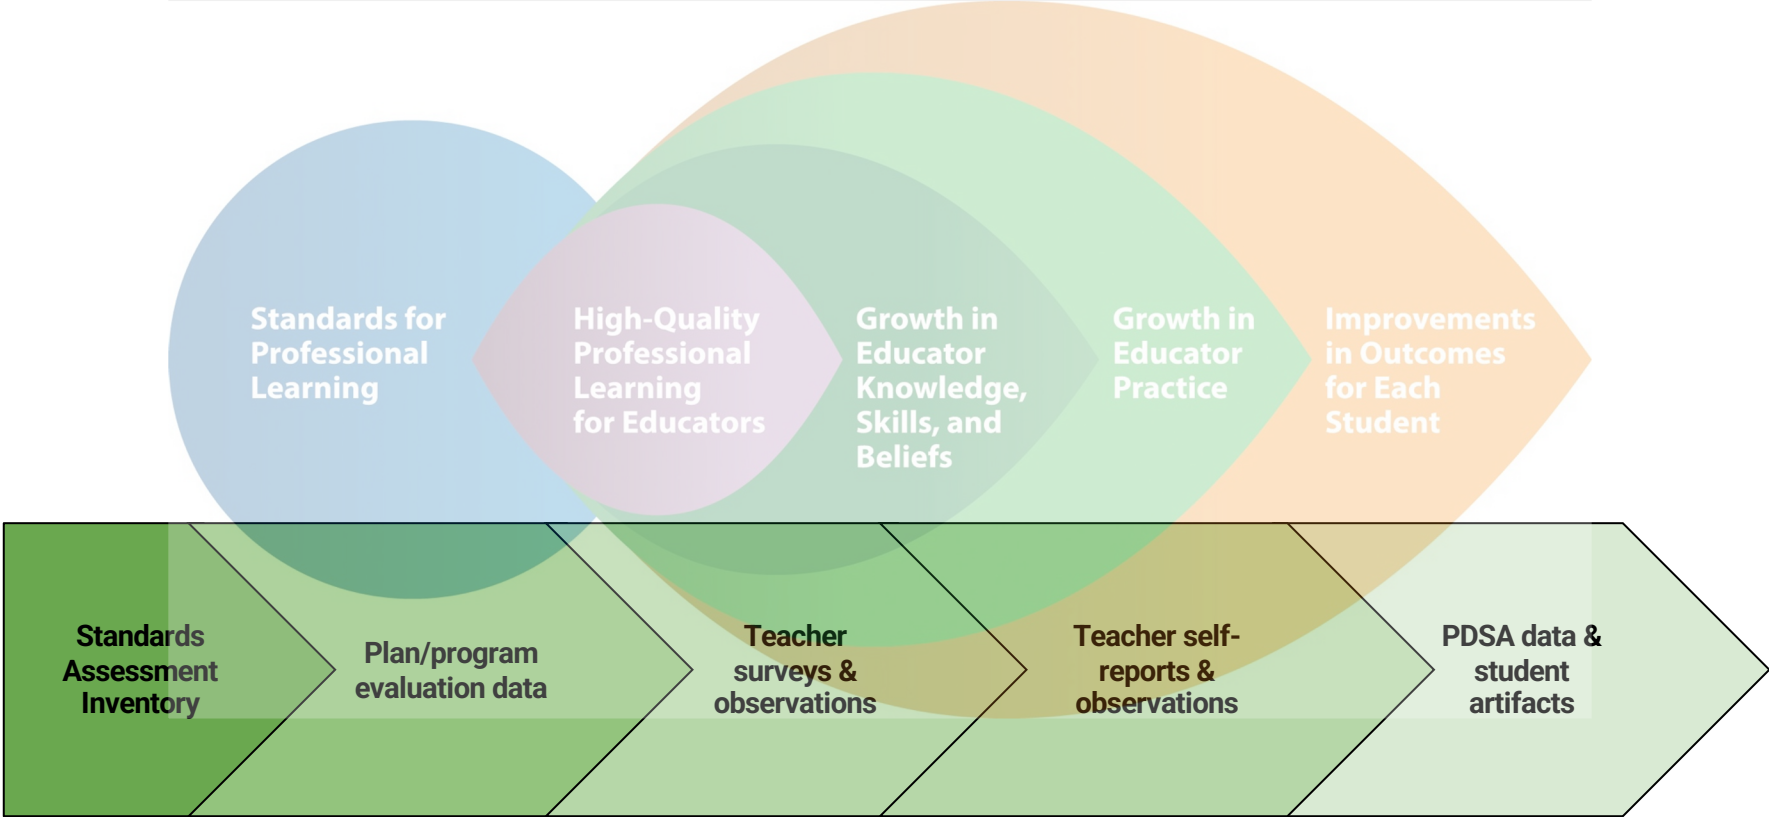 Standards for
Professional
Learning
High-Quality
Professional
Learning
for Educators
Growth in
Educator
Knowledge,
Skills, and
Beliefs
Growth in
Educator
Practice
Improvements
in Outcomes
for Each
Student
Standards
Assessment
Inventory
Plan/program
evaluation data
Teacher
surveys &
observations
Teacher self-
reports &
observations
PDSA data &
student
artifacts